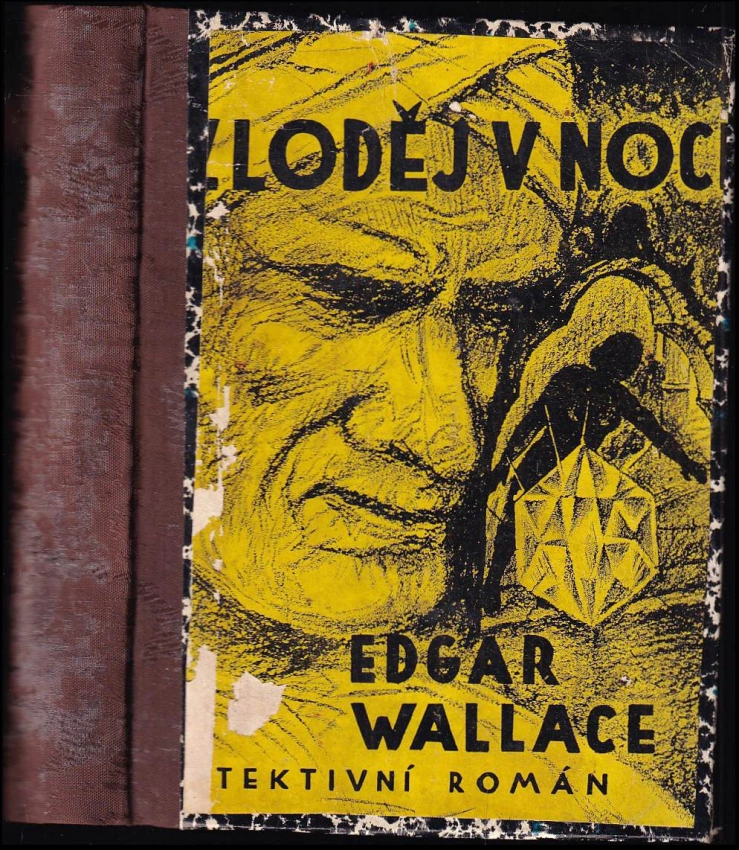 ZLODĚJ V NOCI
EDGAR
WALLACE
TEKTIVNÍ ROMÁN